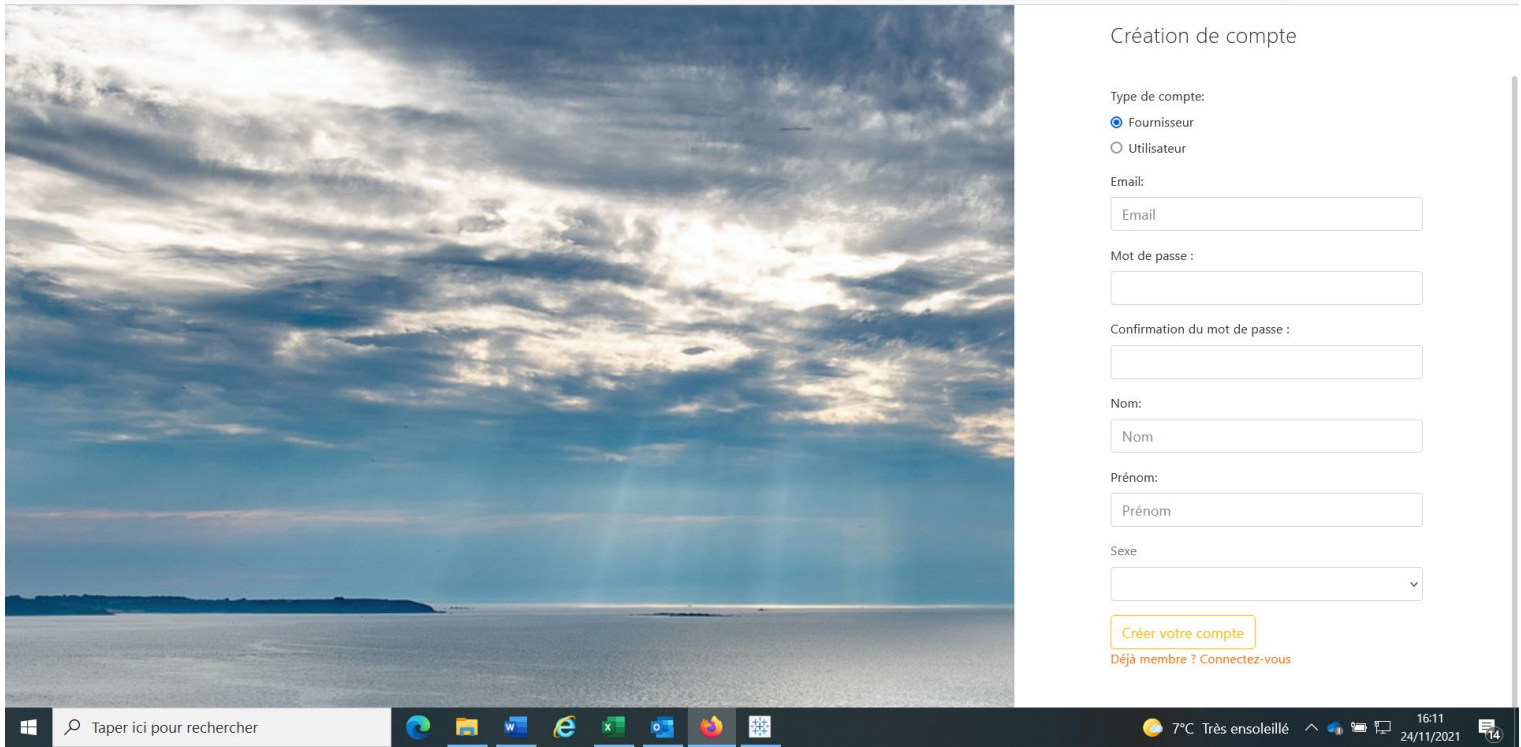 Création de compte
Type de compte:
Fournisseur
Utilisateur
Email:
Email
Mot de passe :
Confirmation du mot de passe :
Nom:
Nom
Prénom:
Prénom
Sexe
Créer votre compte
Déjà membre ? Connectez-vous
Taper ici pour rechercher
7°C Très ensoleillé
16:11
24/11/2021
14